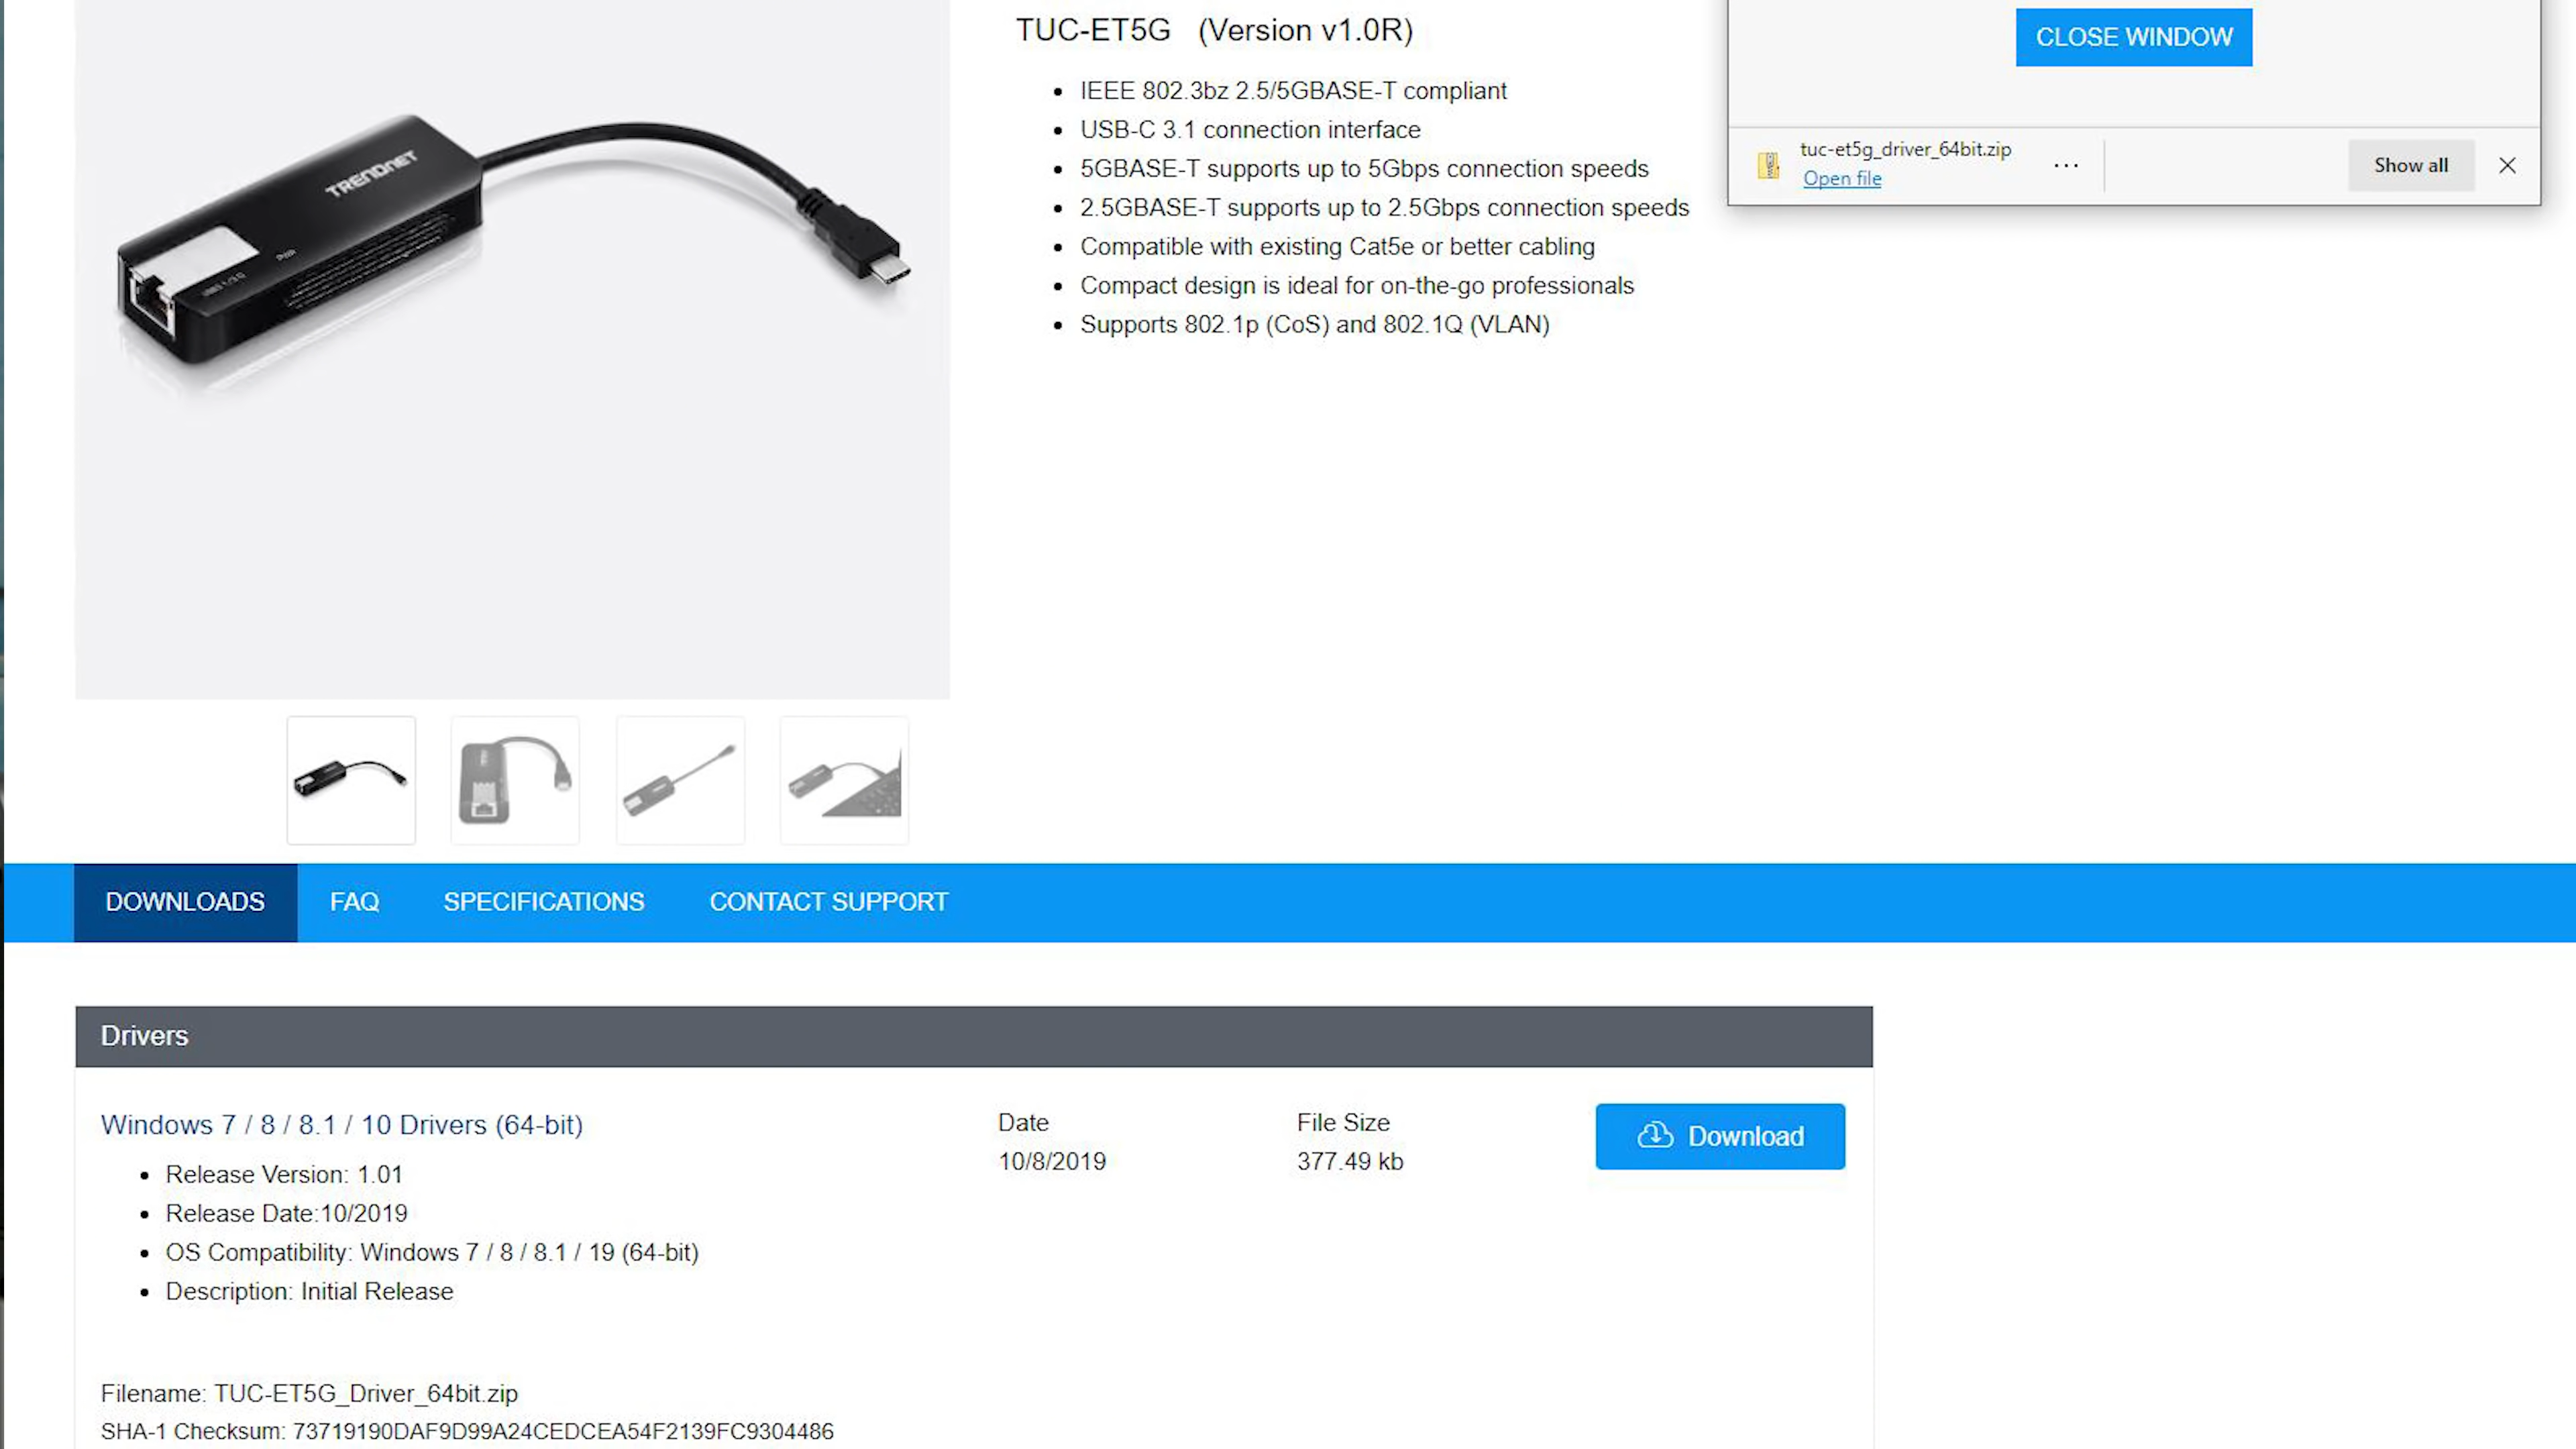 TUC-ET5G (Version v1.0R)
IEEE 802.3bz 2.5/5GBASE-T compliant
USB-C 3.1 connection interface
5GBASE-T supports up to 5Gbps connection speeds
2.5GBASE-T supports up to 2.5Gbps connection speeds
Compatible with existing Cat5e or better cabling
Compact design is ideal for on-the-go professionals
Supports 802.1p (CoS) and 802.1Q (VLAN)
CLOSE WINDOW
tuc-et5g_driver_64bit.zip
Open file
Show all
TRENDNET
PWR
DOWNLOADS FAQ SPECIFICATIONS CONTACT SUPPORT
Drivers
Windows 7 / 8 / 8.1 / 10 Drivers (64-bit)
Release Version: 1.01
Release Date:10/2019
OS Compatibility: Windows 7 / 8 / 8.1 / 19 (64-bit)
Description: Initial Release
Date
10/8/2019
File Size
377.49 kb
Download
Filename: TUC-ET5G_Driver_64bit.zip
SHA-1 Checksum: 73719190DAF9D99A24CEDCEA54F2139FC9304486